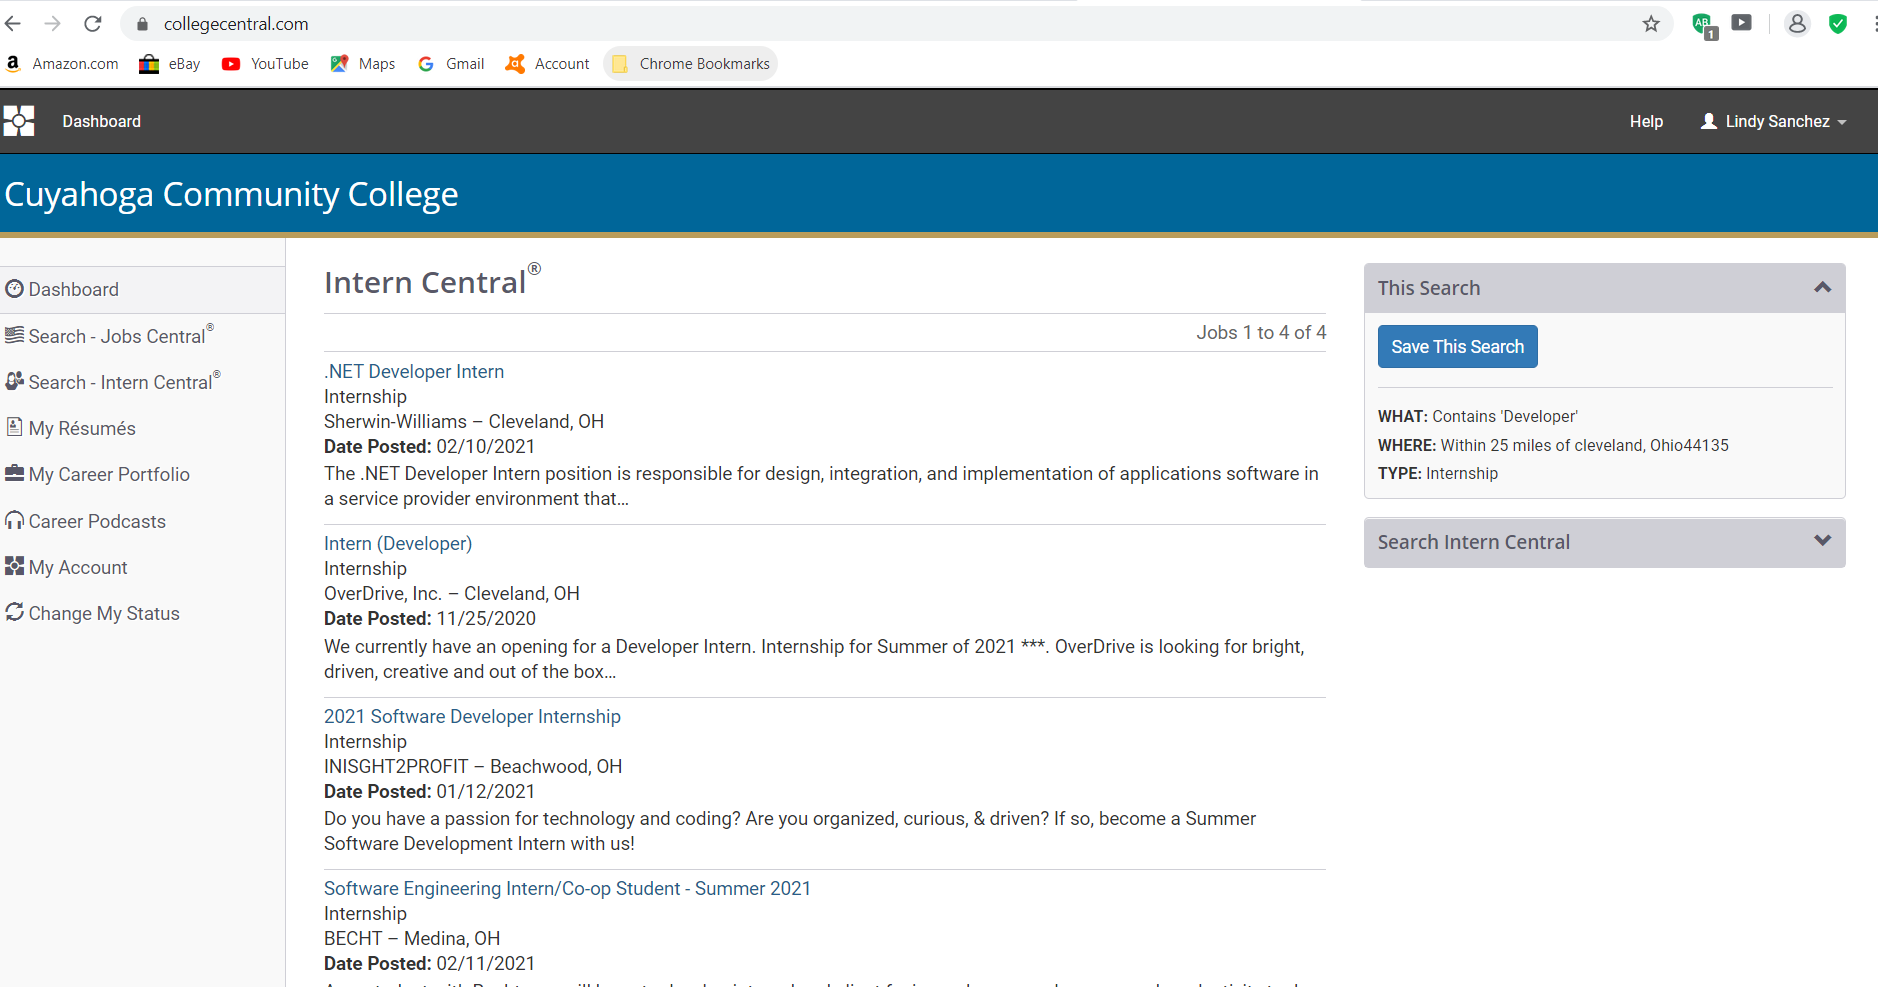 collegecentral.com
1
Amazon.com eBay YouTube Maps Gmail Account Chrome Bookmarks
Dashboard Help Lindy Sanchez
Cuyahoga Community College
Dashboard
Search - Jobs Central®
Search - Intern Central®
My Résumés
My Career Portfolio
Career Podcasts
My Account
Change My Status
Intern Central®
Jobs 1 to 4 of 4
.NET Developer Intern
Internship
Sherwin-Williams – Cleveland, OH
Date Posted: 02/10/2021
The .NET Developer Intern position is responsible for design, integration, and implementation of applications software in
a service provider environment that...
Intern (Developer)
Internship
OverDrive, Inc. – Cleveland, OH
Date Posted: 11/25/2020
We currently have an opening for a Developer Intern. Internship for Summer of 2021 ***. OverDrive is looking for bright,
driven, creative and out of the box...
2021 Software Developer Internship
Internship
INISGHT2PROFIT – Beachwood, OH
Date Posted: 01/12/2021
Do you have a passion for technology and coding? Are you organized, curious, & driven? If so, become a Summer
Software Development Intern with us!
Software Engineering Intern/Co-op Student - Summer 2021
Internship
BECHT – Medina, OH
Date Posted: 02/11/2021
This Search
Save This Search
WHAT: Contains 'Developer'
WHERE: Within 25 miles of cleveland, Ohio44135
TYPE: Internship
Search Intern Central